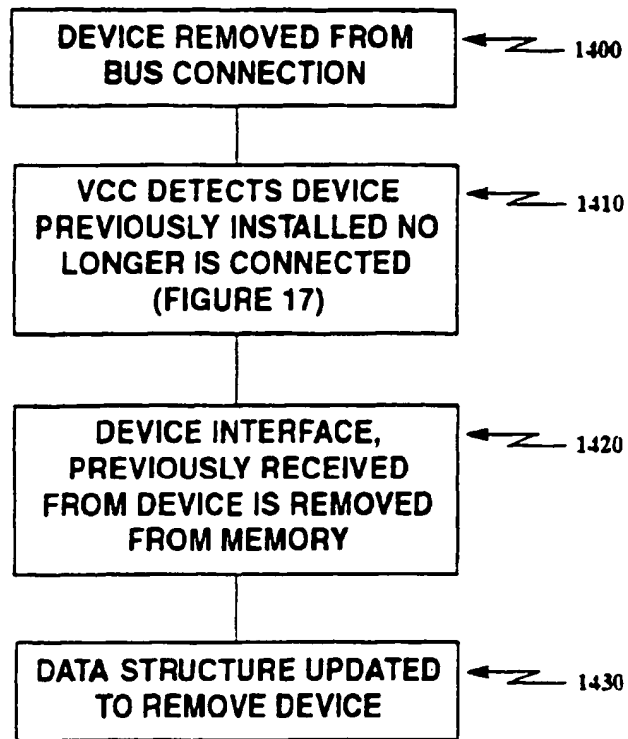 DEVICE REMOVED FROM
BUS CONNECTION
1400
VCC DETECTS DEVICE
PREVIOUSLY INSTALLED NO
LONGER IS CONNECTED
(FIGURE 17)
1410
DEVICE INTERFACE,
PREVIOUSLY RECEIVED
FROM DEVICE IS REMOVED
FROM MEMORY
1420
DATA STRUCTURE UPDATED
TO REMOVE DEVICE
1430